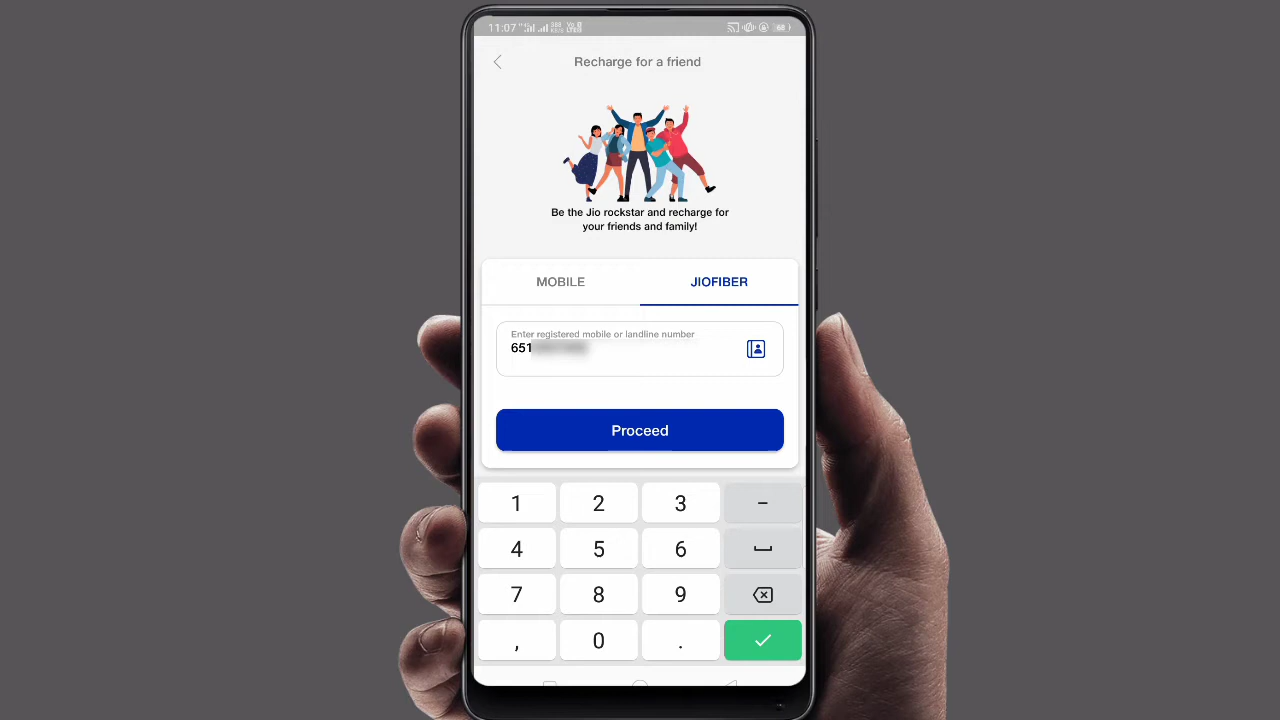 11:07
Recharge for a friend
Be the Jio rockstar and recharge for
your friends and family!
MOBILE
JIOFIBER
Enter registered mobile or landline number
651
Proceed
1 2 3 -
4 5 6
7 8 9
, 0 .